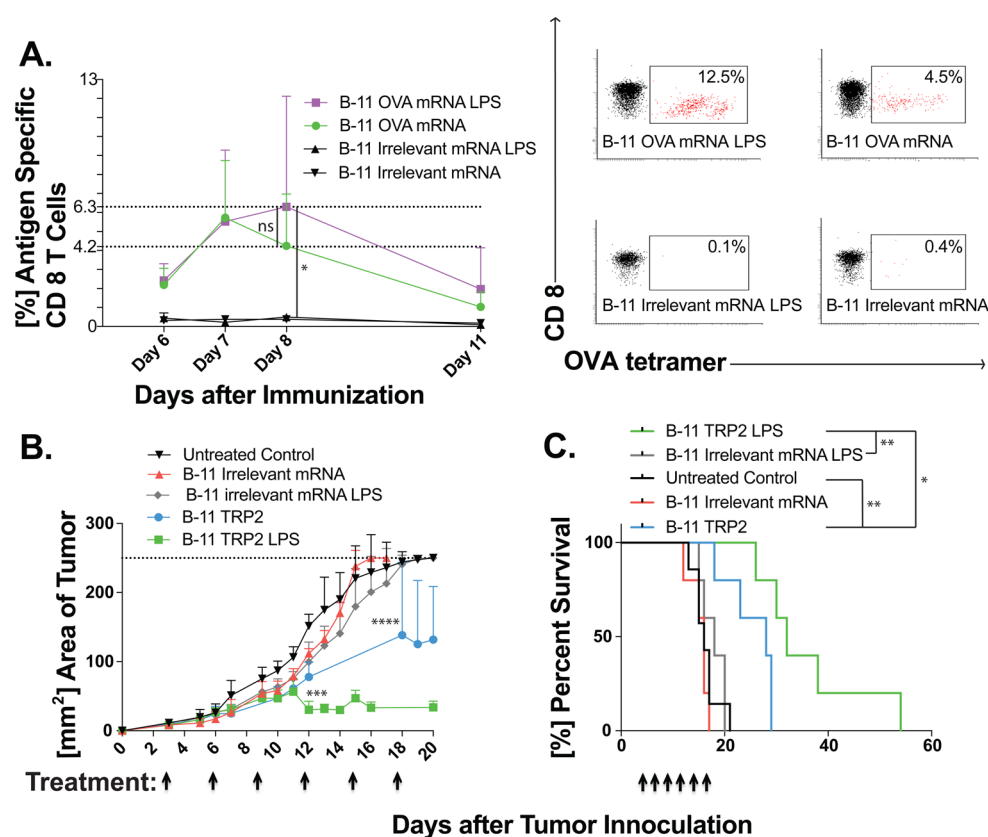 A.
13
6.3
4.2
0
[%] Antigen Specific
CD 8 T Cells
B-11 OVA mRNA LPS
B-11 OVA mRNA
B-11 Irrelevant mRNA LPS
B-11 Irrelevant mRNA
ns
*
Day 6
Day 7
Day 8
Day 11
Days after Immunization
12.5%
B-11 OVA mRNA LPS
4.5%
B-11 OVA mRNA
0.1%
B-11 Irrelevant mRNA LPS
0.4%
B-11 Irrelevant mRNA
CD 8
OVA tetramer
B.
Untreated Control
B-11 Irrelevant mRNA
B-11 irrelevant mRNA LPS
B-11 TRP2
B-11 TRP2 LPS
[mm2] Area of Tumor
300
200
100
0
****
***
0 2 4 6 8 10 12 14 16 18 20
Treatment:
C.
B-11 TRP2 LPS
B-11 Irrelevant mRNA LPS
Untreated Control
B-11 Irrelevant mRNA
B-11 TRP2
**
**
*
[%] Percent Survival
100
50
0
0 20 40 60
Days after Tumor Innoculation